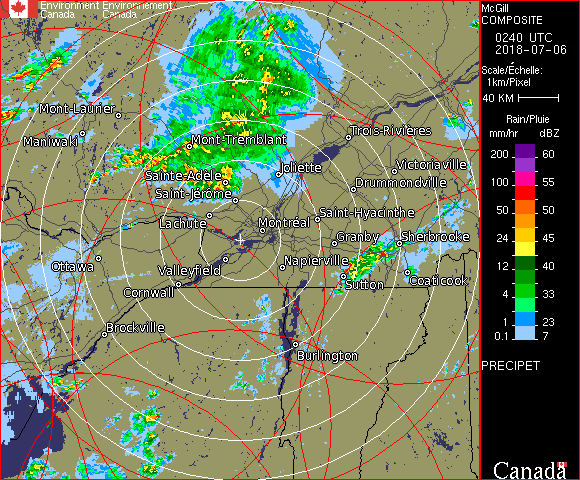 Environment Environnement
Canada Canada
McGill
COMPOSITE
0240 UTC
2018-07-06
Scale/Échelle:
1km/Pixel
40 KM
Rain/Pluie
mm/hr dBZ
200 60
100 55
50 50
24 45
12 40
4 33
2 30
1 23
0.1 7
PRECIPET
Canada
Mont-Laurier
Maniwaki
Mont-Tremblant
Trois-Rivières
Sainte-Adèle
Joliette
Victoriaville
Saint-Jérôme
Drummondville
Lachute
Montréal
Saint-Hyacinthe
Granby
Sherbrooke
Ottawa
Valleyfield
Napierville
Coaticook
Cornwall
Sutton
Brockville
Burlington